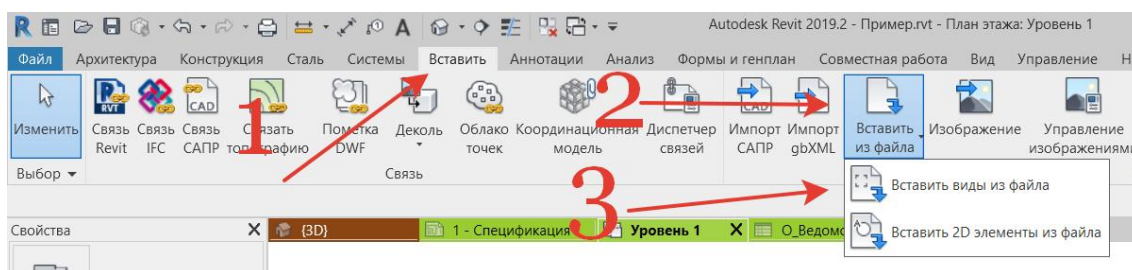 Autodesk Revit 2019.2 - Пример.rvt - План этажа: Уровень 1
Файл Архитектура Конструкция Сталь Системы Вставить Аннотации Анализ Формы и генплан Совместная работа Вид Управление Н
1 2
RVT IFC CAD CAD
Изменить Связь Связь Связь Связать Пометка Деколь Облако Координационная Диспетчер Импорт Импорт Вставить Изображение Управление
Revit IFC САПР топографию DWF точек модель связей САПР gbXML из файла изображениями
Выбор Связь
3
Вставить виды из файла
Свойства X {3D} 1 - Спецификация Уровень 1 X
Вставить 2D элементы из файла